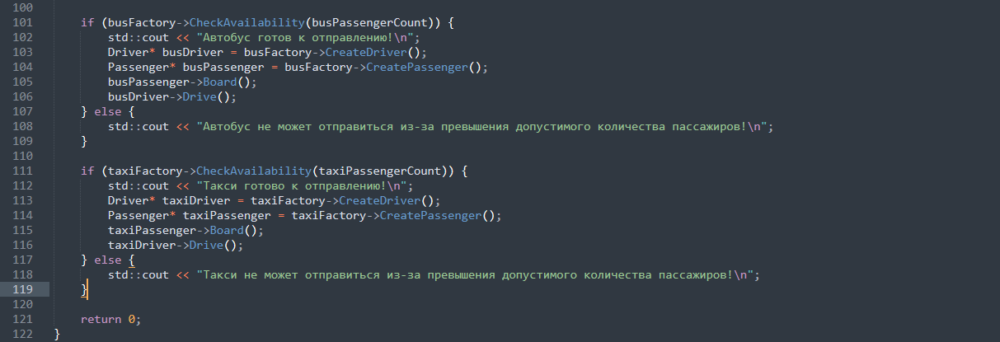 100
101 if (busFactory->CheckAvailability(busPassengerCount)) {
102 std::cout << "Автобус готов к отправлению!\n";
103 Driver* busDriver = busFactory->CreateDriver();
104 Passenger* busPassenger = busFactory->CreatePassenger();
105 busPassenger->Board();
106 busDriver->Drive();
107 } else {
108 std::cout << "Автобус не может отправиться из-за превышения допустимого количества пассажиров!\n";
109 }
110
111 if (taxiFactory->CheckAvailability(taxiPassengerCount)) {
112 std::cout << "Такси готово к отправлению!\n";
113 Driver* taxiDriver = taxiFactory->CreateDriver();
114 Passenger* taxiPassenger = taxiFactory->CreatePassenger();
115 taxiPassenger->Board();
116 taxiDriver->Drive();
117 } else {
118 std::cout << "Такси не может отправиться из-за превышения допустимого количества пассажиров!\n";
119 }
120
121 return 0;
122 }